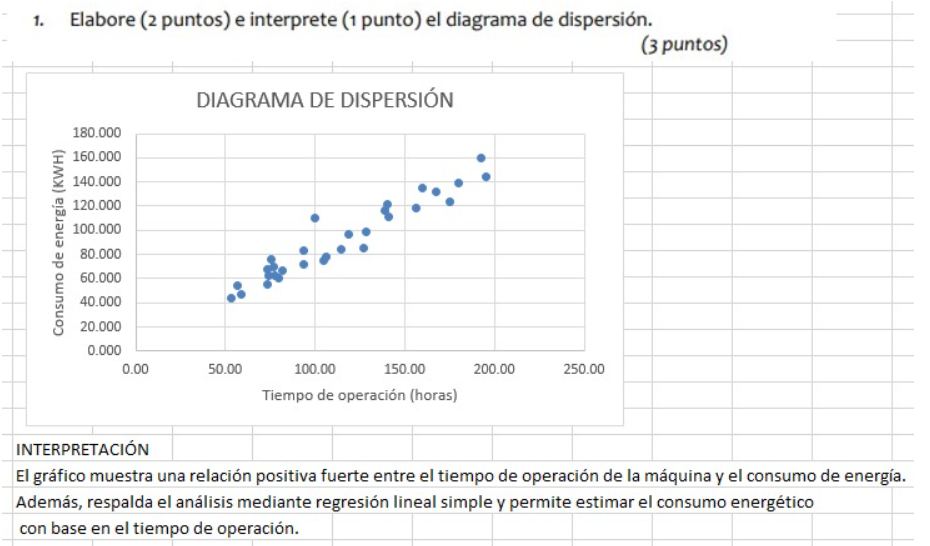 1. Elabore (2 puntos) e interprete (1 punto) el diagrama de dispersión.
(3 puntos)
DIAGRAMA DE DISPERSIÓN
Consumo de energía (KWH)
180.000
160.000
140.000
120.000
100.000
80.000
60.000
40.000
20.000
0.000
0.00 50.00 100.00 150.00 200.00 250.00
Tiempo de operación (horas)
INTERPRETACIÓN
El gráfico muestra una relación positiva fuerte entre el tiempo de operación de la máquina y el consumo de energía.
Además, respalda el análisis mediante regresión lineal simple y permite estimar el consumo energético
con base en el tiempo de operación.